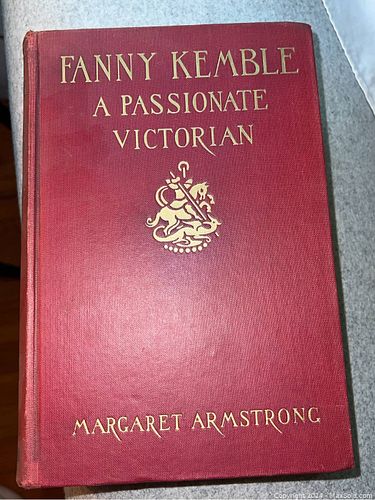 FANNY KEMBLE
A PASSIONATE
VICTORIAN
MARGARET ARMSTRONG
Copyright 2024 - MaxSold.com